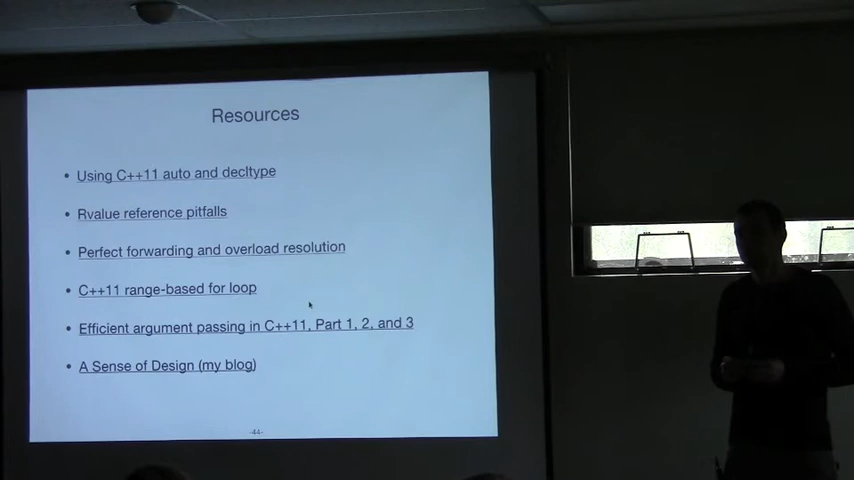 Resources
• Using C++11 auto and decltype
• Rvalue reference pitfalls
• Perfect forwarding and overload resolution
• C++11 range-based for loop
• Efficient argument passing in C++11, Part 1, 2, and 3
• A Sense of Design (my blog)
-44-